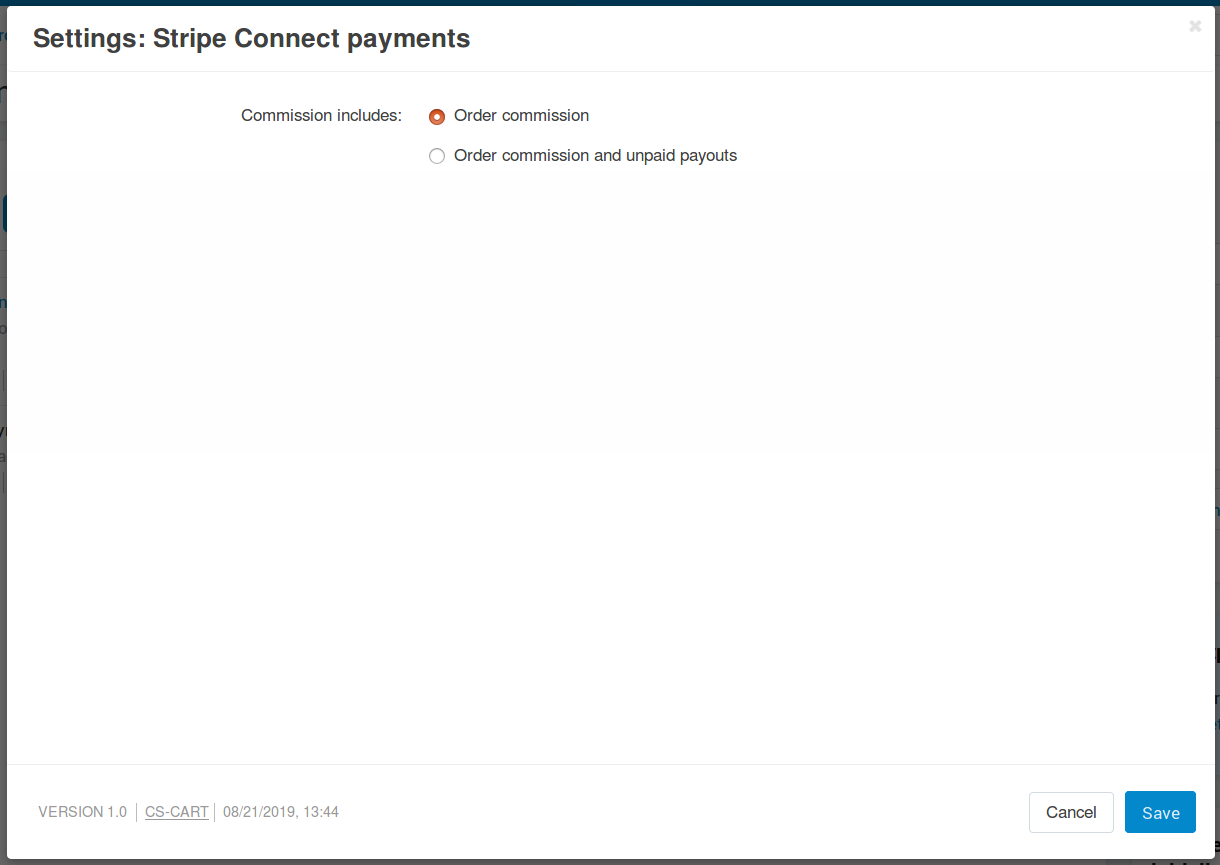 Settings: Stripe Connect payments
Commission includes:
Order commission
Order commission and unpaid payouts
VERSION 1.0 CS-CART 08/21/2019, 13:44
Cancel
Save